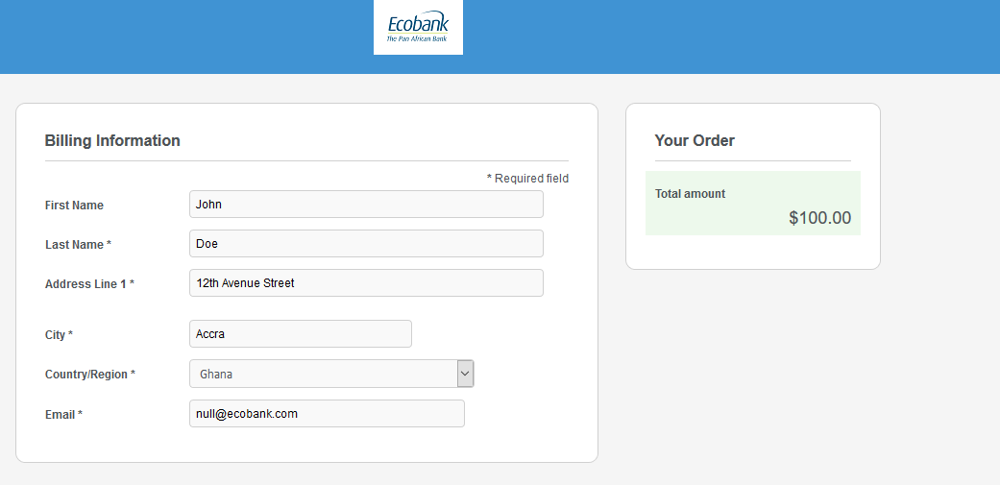 Ecobank
The Pan African Bank
Billing Information
* Required field
First Name
John
Last Name *
Doe
Address Line 1 *
12th Avenue Street
City *
Accra
Country/Region *
Ghana
Email *
null@ecobank.com
Your Order
Total amount
$100.00